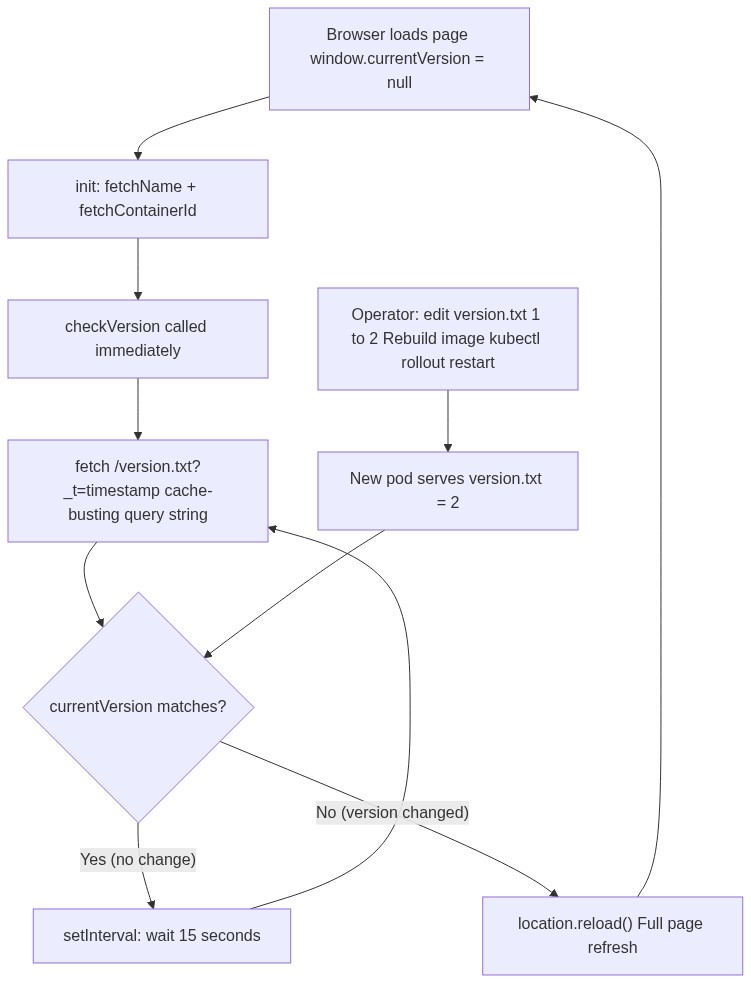 Browser loads page
window.currentVersion =
null
init: fetchName +
fetchContainerId
checkVersion called
immediately
Operator: edit version.txt 1
to 2 Rebuild image kubectl
rollout restart
fetch /version.txt?
_t=timestamp cache-
busting query string
New pod serves version.txt
= 2
currentVersion matches?
No (version changed)
Yes (no change)
setInterval: wait 15 seconds
location.reload() Full page
refresh